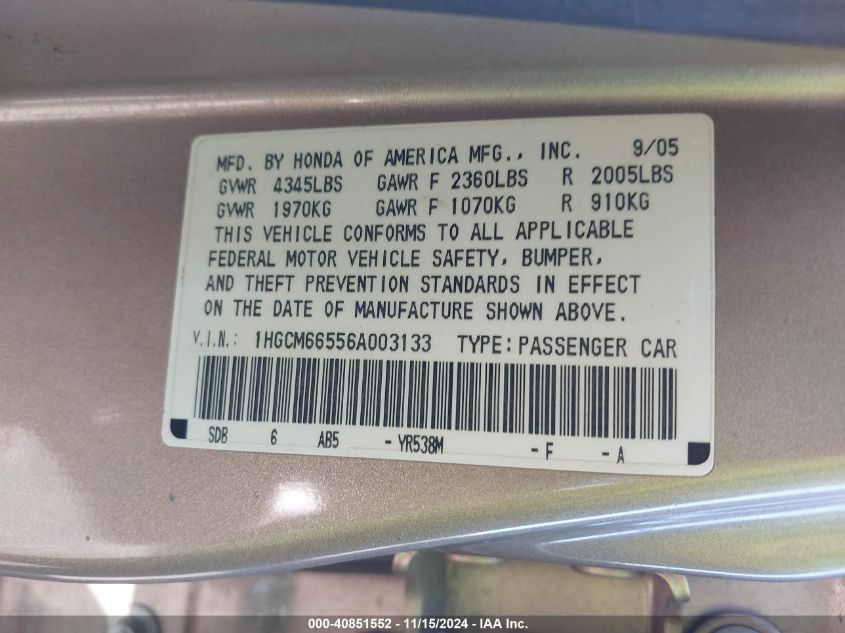 MFD. BY HONDA OF AMERICA MFG., INC. 9/05
GVWR 4345LBS GAWR F 2360LBS R 2005LBS
GVWR 1970KG GAWR F 1070KG R 910KG
THIS VEHICLE CONFORMS TO ALL APPLICABLE
FEDERAL MOTOR VEHICLE SAFETY, BUMPER,
AND THEFT PREVENTION STANDARDS IN EFFECT
ON THE DATE OF MANUFACTURE SHOWN ABOVE.
V.I.N.: 1HGCM66556A003133 TYPE: PASSENGER CAR
SDB 6 AB5 - YR538M - F - A
000-40851552 - 11/15/2024 - IAA Inc.